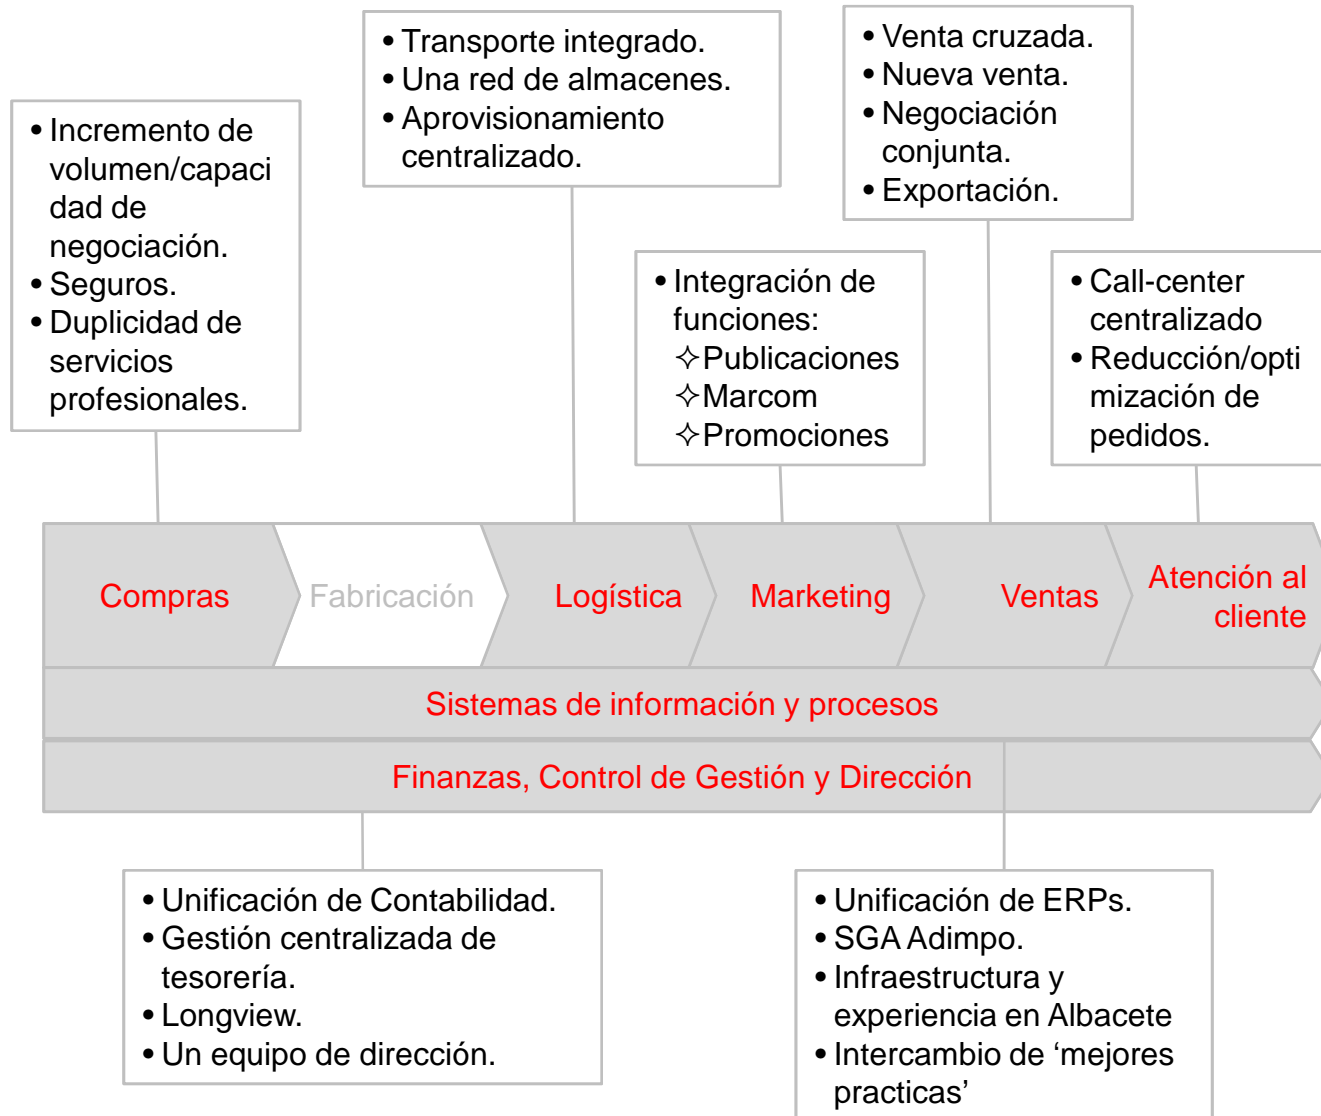 • Incremento de
volumen/capaci
dad de
negociación.
• Seguros.
• Duplicidad de
servicios
profesionales.
• Transporte integrado.
• Una red de almacenes.
• Aprovisionamiento
centralizado.
• Integración de
funciones:
✧Publicaciones
✧Marcom
✧Promociones
• Venta cruzada.
• Nueva venta.
• Negociación
conjunta.
• Exportación.
• Call-center
centralizado
• Reducción/opti
mización de
pedidos.
Compras
Fabricación
Logística
Marketing
Ventas
Atención al
cliente
Sistemas de información y procesos
Finanzas, Control de Gestión y Dirección
• Unificación de Contabilidad.
• Gestión centralizada de
tesorería.
• Longview.
• Un equipo de dirección.
• Unificación de ERPs.
• SGA Adimpo.
• Infraestructura y
experiencia en Albacete
• Intercambio de ‘mejores
practicas’